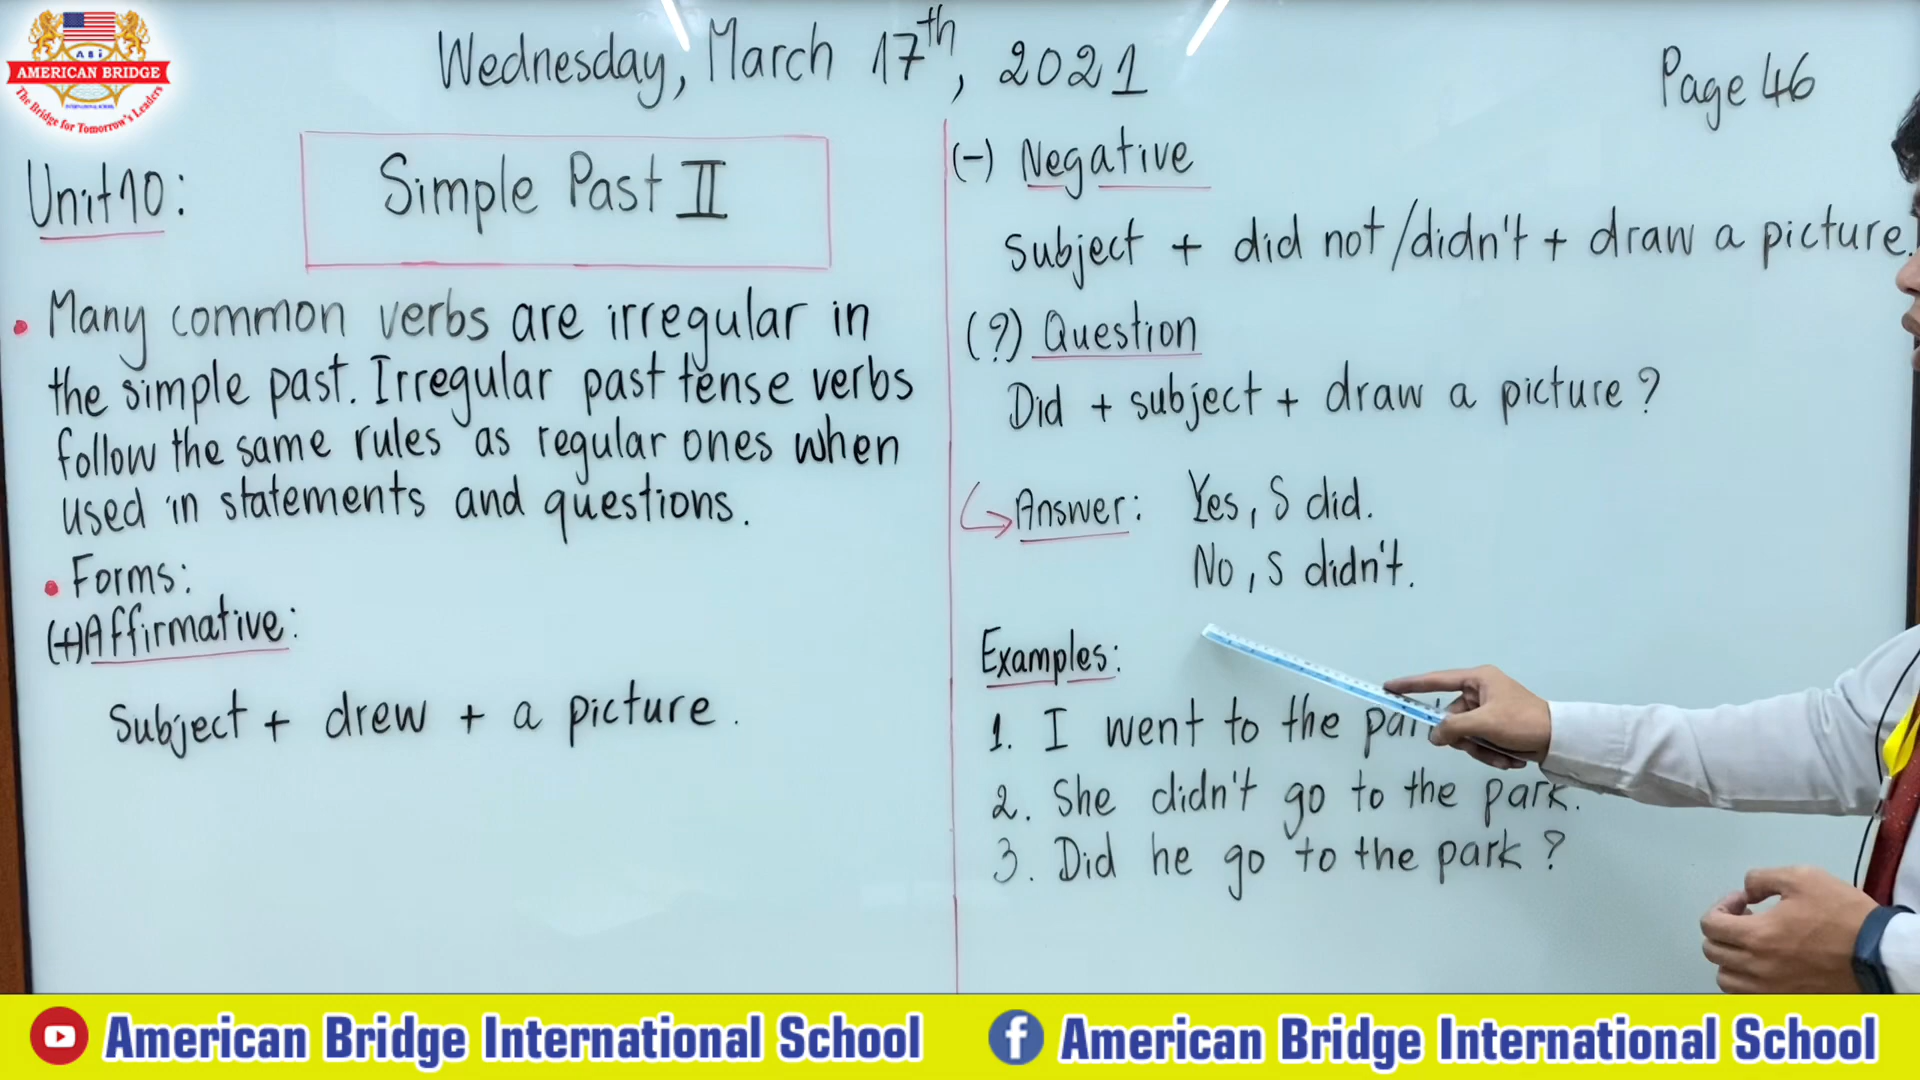 ABi
AMERICAN BRIDGE
INTERNATIONAL SCHOOL
The Bridge for Tomorrow's Leaders
Wednesday, March 17th, 2021
Page 46
Unit 10:
Simple Past II
• Many common verbs are irregular in
the simple past. Irregular past tense verbs
follow the same rules as regular ones when
used in statements and questions.
• Forms:
(+) Affirmative:
Subject + drew + a picture.
(-) Negative
Subject + did not/didn't + draw a picture.
(?) Question
Did + subject + draw a picture?
Answer: Yes, S did.
No, S didn't.
Examples:
1. I went to the par
2. She didn't go to the park.
3. Did he go to the park?
American Bridge International School
American Bridge International School